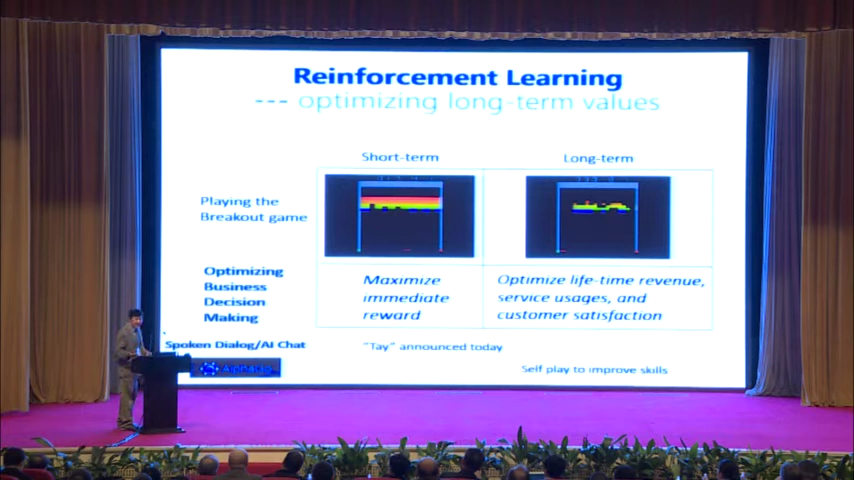 Reinforcement Learning
--- optimizing long-term values
Short-term
Long-term
Playing the
Breakout game
Optimizing
Business
Decision
Making
Maximize
immediate
reward
Optimize life-time revenue,
service usages, and
customer satisfaction
Spoken Dialog/AI Chat
"Tay" announced today
Self play to improve skills